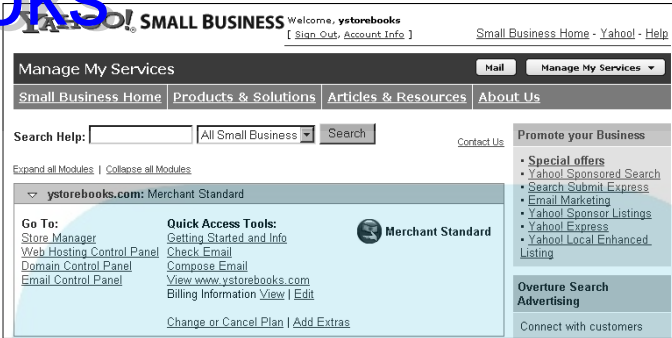 YAHOO! SMALL BUSINESS Welcome, ystorebooks
[ Sign Out, Account Info ] Small Business Home - Yahoo! - Help
Manage My Services Mail Manage My Services
Small Business Home Products & Solutions Articles & Resources About Us
Search Help: All Small Business Search Contact Us
Expand all Modules | Collapse all Modules
ystorebooks.com: Merchant Standard
Go To:
Store Manager
Web Hosting Control Panel
Domain Control Panel
Email Control Panel
Quick Access Tools:
Getting Started and Info
Check Email
Compose Email
View www.ystorebooks.com
Billing Information View | Edit
Change or Cancel Plan | Add Extras
Merchant Standard
Promote your Business
• Special offers
• Yahoo! Sponsored Search
• Search Submit Express
• Email Marketing
• Yahoo! Sponsor Listings
• Yahoo! Express
• Yahoo! Local Enhanced
Listing
Overture Search
Advertising
Connect with customers